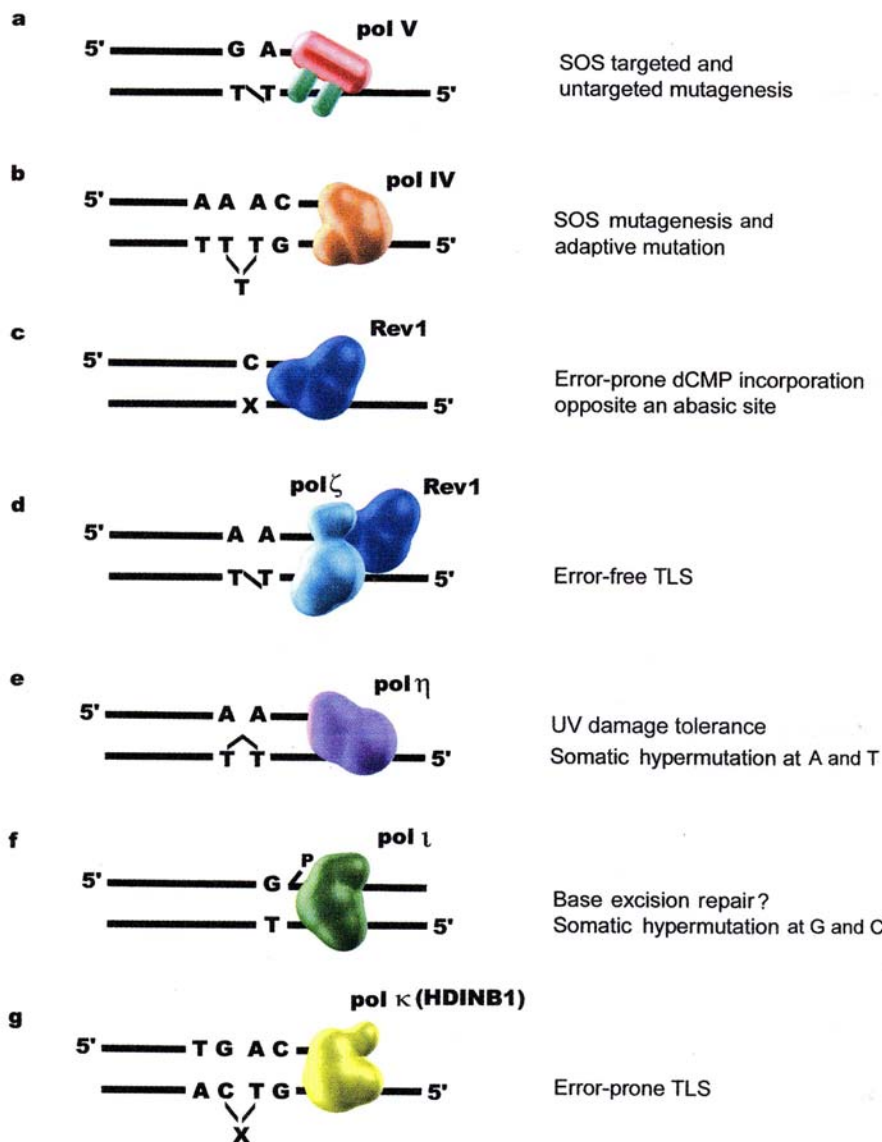 a
pol V
5' G A
T T 5'
SOS targeted and
untargeted mutagenesis
b
pol IV
5' A A A C
T T T G 5'
T
SOS mutagenesis and
adaptive mutation
c
Rev1
5' C
X 5'
Error-prone dCMP incorporation
opposite an abasic site
d
pol ζ Rev1
5' A A
T T 5'
Error-free TLS
e
pol η
5' A A
T T 5'
UV damage tolerance
Somatic hypermutation at A and T
f
pol ι
P
5' G
T 5'
Base excision repair?
Somatic hypermutation at G and C
g
pol κ (HDINB1)
5' T G A C
A C T G 5'
X
Error-prone TLS